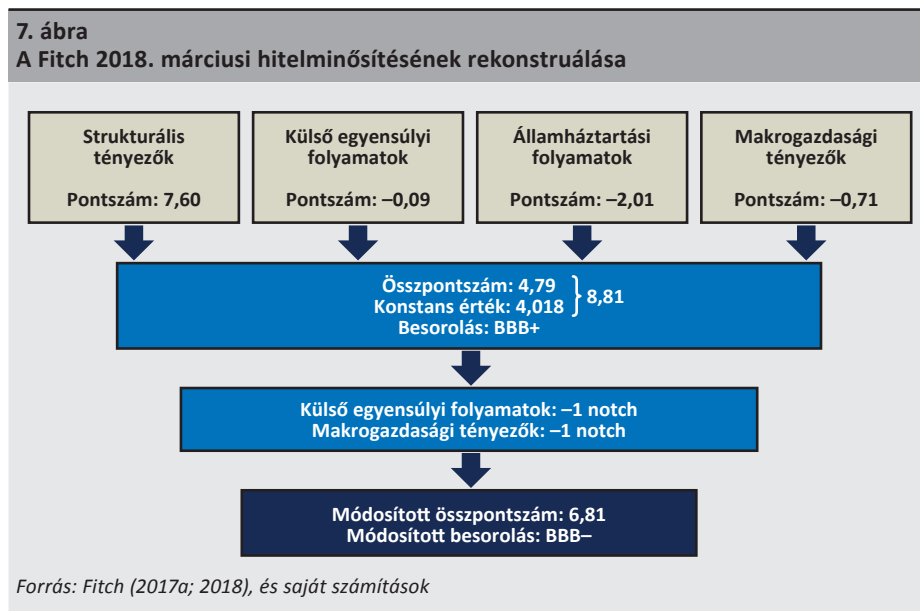 7. ábra
A Fitch 2018. márciusi hitelminősítésének rekonstruálása
Strukturális
tényezők
Pontszám: 7,60
Külső egyensúlyi
folyamatok
Pontszám: –0,09
Államháztartási
folyamatok
Pontszám: –2,01
Makrogazdasági
tényezők
Pontszám: –0,71
Összpontszám: 4,79
Konstans érték: 4,018
8,81
Besorolás: BBB+
Külső egyensúlyi folyamatok: –1 notch
Makrogazdasági tényezők: –1 notch
Módosított összpontszám: 6,81
Módosított besorolás: BBB–
Forrás: Fitch (2017a; 2018), és saját számítások